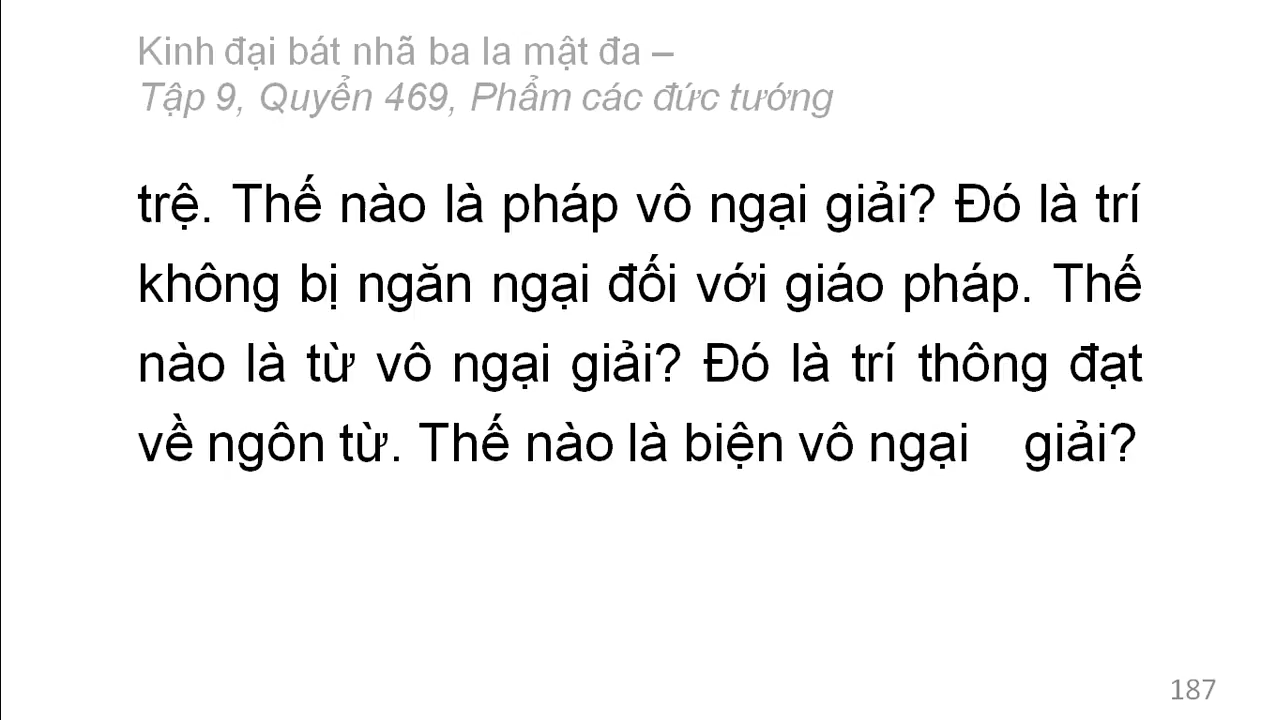 Kinh đại bát nhã ba la mật đa –
Tập 9, Quyển 469, Phẩm các đức tướng
trệ. Thế nào là pháp vô ngại giải? Đó là trí
không bị ngăn ngại đối với giáo pháp. Thế
nào là từ vô ngại giải? Đó là trí thông đạt
về ngôn từ. Thế nào là biện vô ngại giải?
187